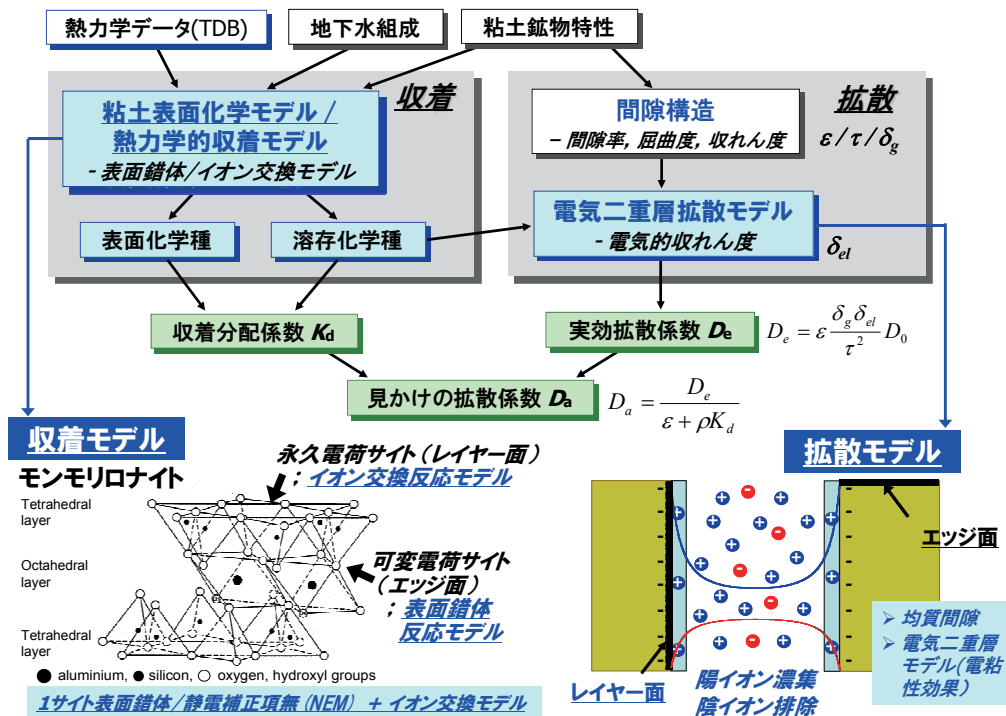 熱力学データ(TDB)
地下水組成
粘土鉱物特性
収着
粘土表面化学モデル /
熱力学的収着モデル
- 表面錯体/イオン交換モデル
表面化学種
溶存化学種
拡散
ε/τ/δg
間隙構造
– 間隙率, 屈曲度, 収れん度
電気二重層拡散モデル
- 電気的収れん度
δel
収着分配係数 Kd
実効拡散係数 De
De = ε δg δel / τ² D0
見かけの拡散係数 Da
Da = De / ε + ρKd
収着モデル
モンモリロナイト
永久電荷サイト（レイヤー面）
; イオン交換反応モデル
Tetrahedral
layer
Octahedral
layer
Tetrahedral
layer
可変電荷サイト
(エッジ面）
; 表面錯体
反応モデル
aluminium, silicon, oxygen, hydroxyl groups
1サイト表面錯体/静電補正項無(NEM) + イオン交換モデル
拡散モデル
エッジ面
レイヤー面
陽イオン濃集
陰イオン排除
➢ 均質間隙
➢ 電気二重層
モデル(電粘
性効果)